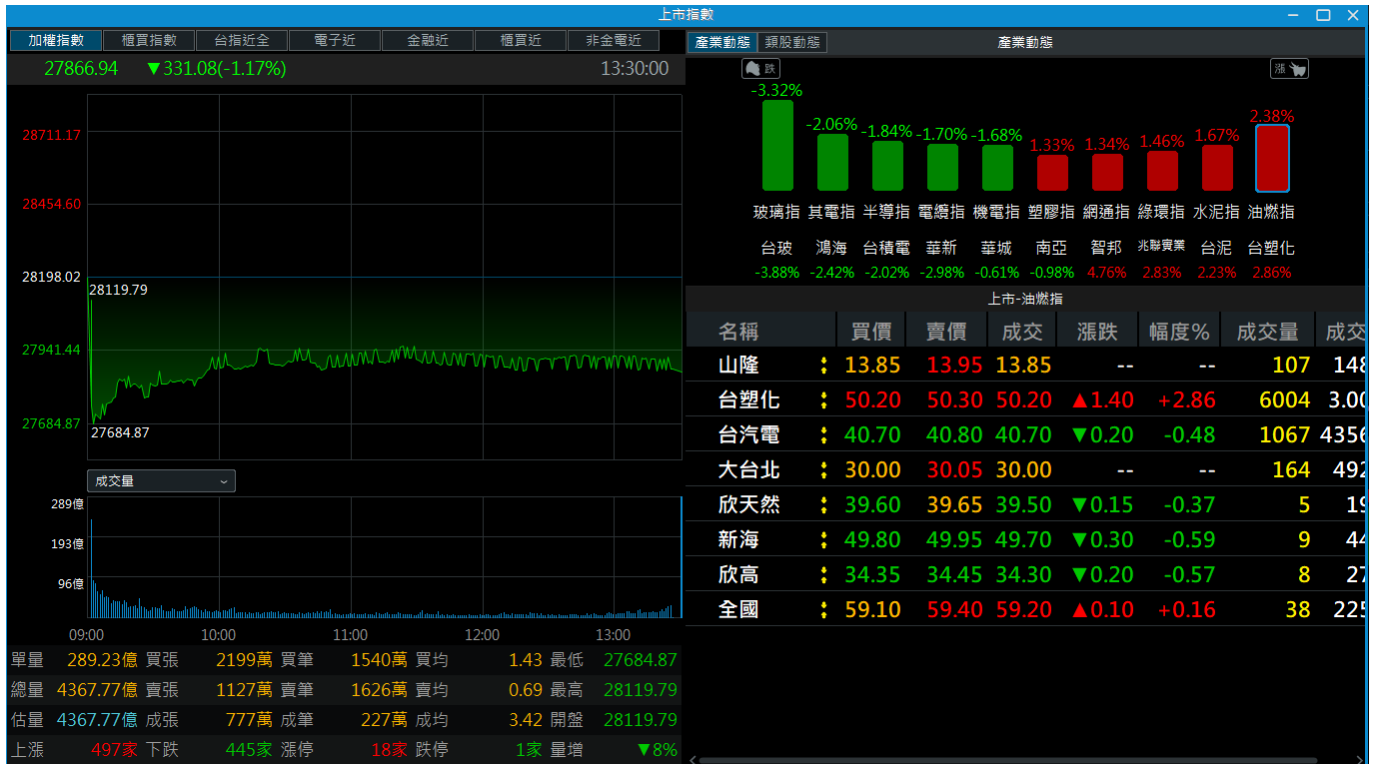 上市指數
加權指數 櫃買指數 台指近全 電子近 金融近 櫃買近 非金電近
27866.94 ▼331.08(-1.17%) 13:30:00
28711.17
28454.60
28198.02
28119.79
27941.44
27684.87
27684.87
成交量
289億
193億
96億
09:00 10:00 11:00 12:00 13:00
單量 289.23億 買張 2199萬 買筆 1540萬 買均 1.43 最低 27684.87
總量 4367.77億 賣張 1127萬 賣筆 1626萬 賣均 0.69 最高 28119.79
估量 4367.77億 成張 777萬 成筆 227萬 成均 3.42 開盤 28119.79
上漲 497家 下跌 445家 漲停 18家 跌停 1家 量增 ▼8%
產業動態 類股動態 產業動態
跌 漲
-3.32% -2.06% -1.84% -1.70% -1.68% 1.33% 1.34% 1.46% 1.67% 2.38%
玻璃指 其電指 半導指 電纜指 機電指 塑膠指 網通指 綠環指 水泥指 油燃指
台玻 鴻海 台積電 華新 華城 南亞 智邦 兆聯實業 台泥 台塑化
-3.88% -2.42% -2.02% -2.98% -0.61% -0.98% 4.76% 2.83% 2.23% 2.86%
上市-油燃指
名稱 買價 賣價 成交 漲跌 幅度% 成交量 成交
山隆 13.85 13.95 13.85 -- -- 107 148
台塑化 50.20 50.30 50.20 ▲1.40 +2.86 6004 3.00
台汽電 40.70 40.80 40.70 ▼0.20 -0.48 1067 4356
大台北 30.00 30.05 30.00 -- -- 164 492
欣天然 39.60 39.65 39.50 ▼0.15 -0.37 5 19
新海 49.80 49.95 49.70 ▼0.30 -0.59 9 44
欣高 34.35 34.45 34.30 ▼0.20 -0.57 8 27
全國 59.10 59.40 59.20 ▲0.10 +0.16 38 225